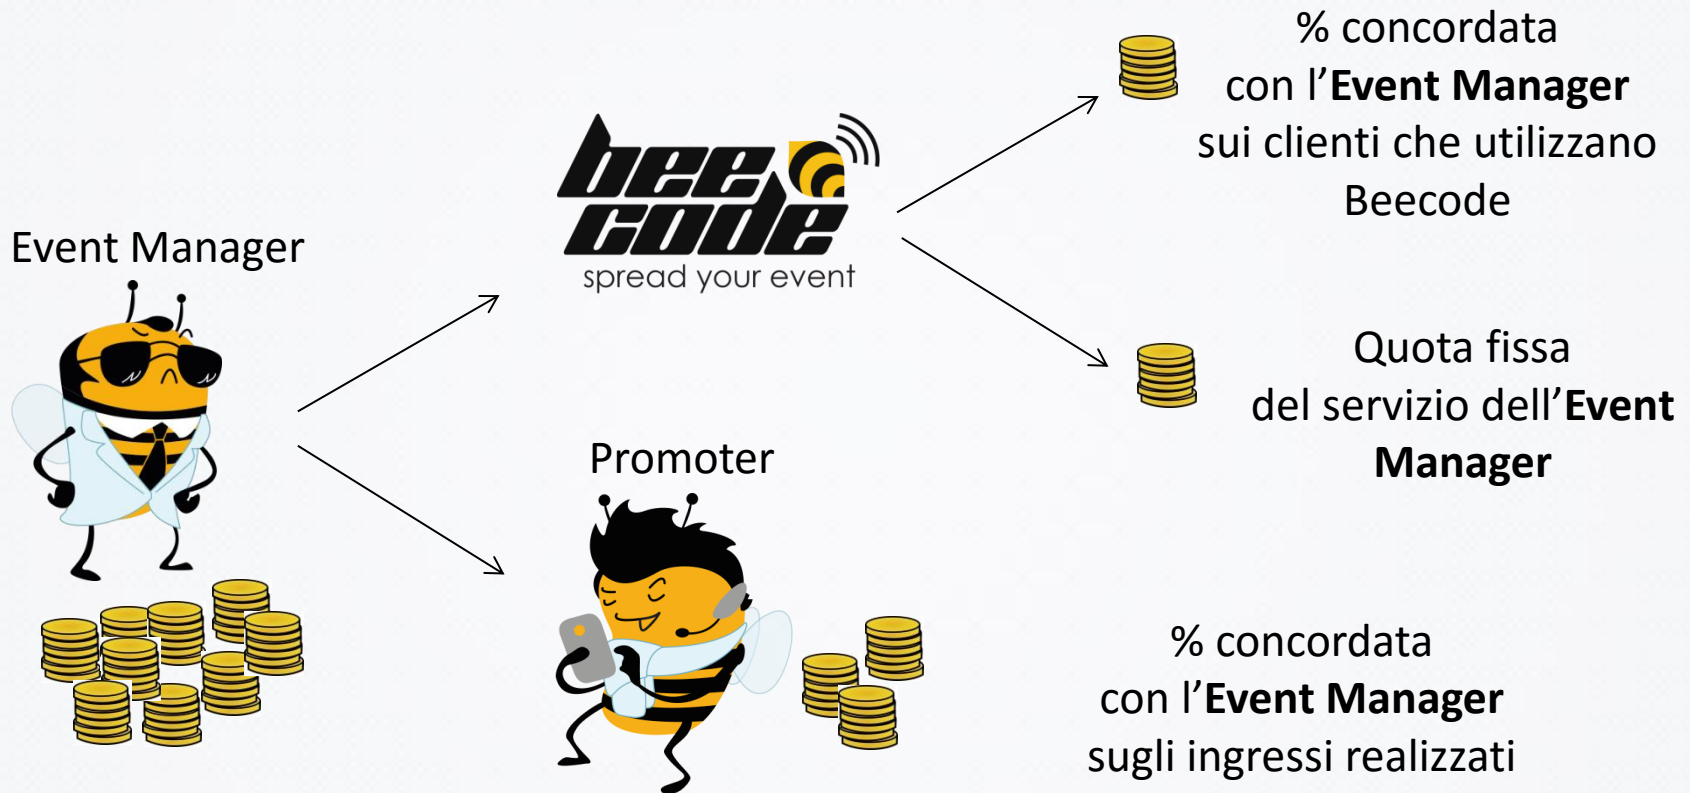 Event Manager
bee
code
spread your event
% concordata
con l’Event Manager
sui clienti che utilizzano
Beecode
Quota fissa
del servizio dell’Event
Manager
Promoter
% concordata
con l’Event Manager
sugli ingressi realizzati